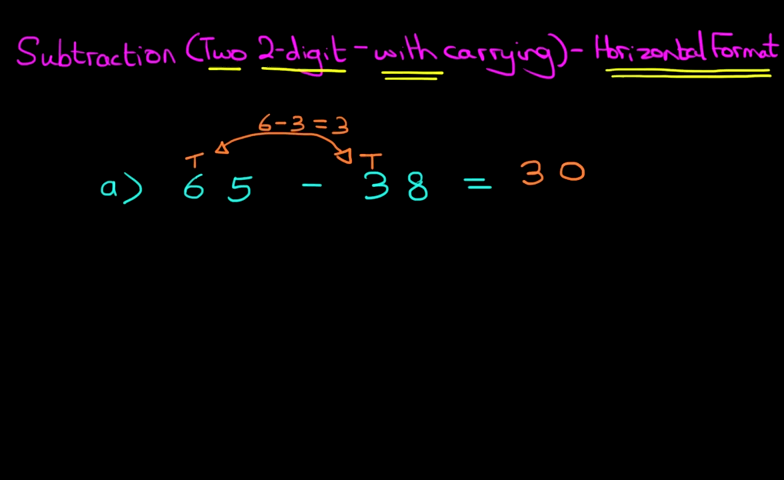 Subtraction (Two 2-digit - with carrying) - Horizontal Format
6-3=3
T T
a) 65 - 38 = 30